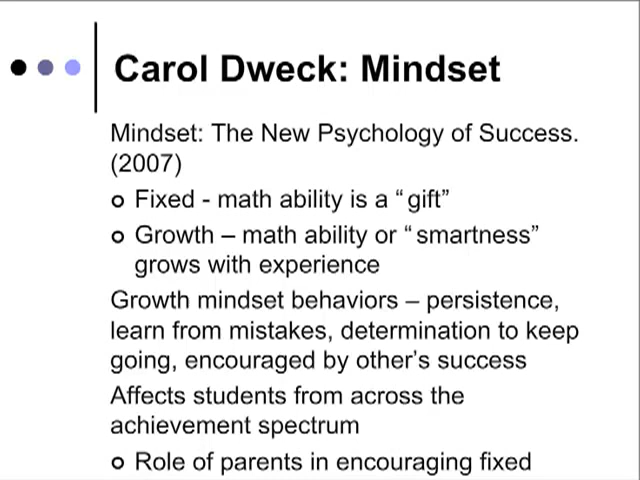 Carol Dweck: Mindset
Mindset: The New Psychology of Success.
(2007)
Fixed - math ability is a “gift”
Growth – math ability or “smartness”
grows with experience
Growth mindset behaviors – persistence,
learn from mistakes, determination to keep
going, encouraged by other’s success
Affects students from across the
achievement spectrum
Role of parents in encouraging fixed